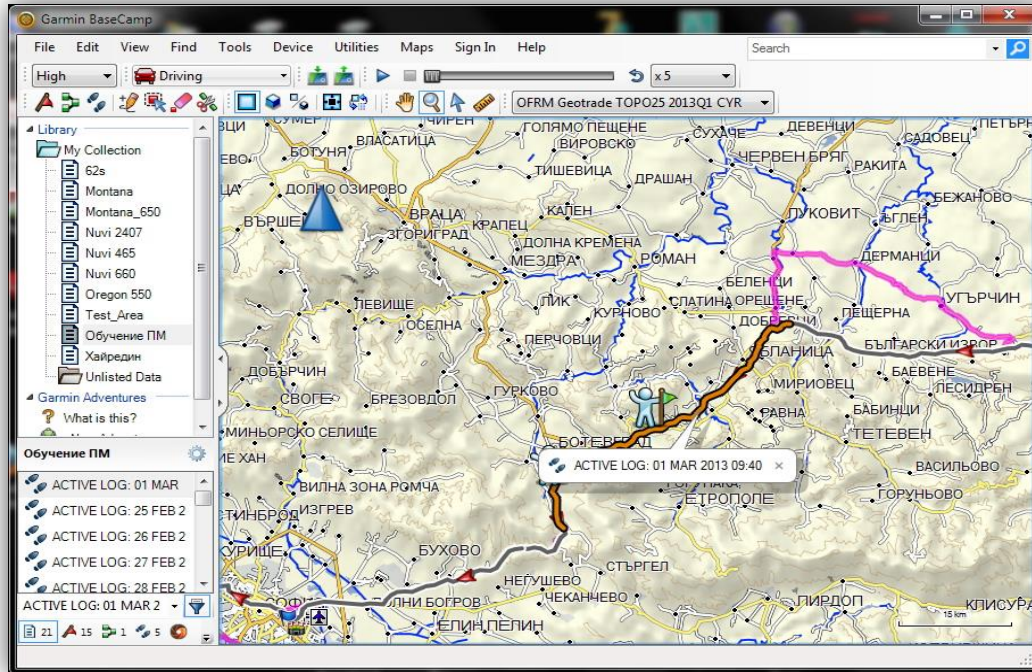 Garmin BaseCamp
File Edit View Find Tools Device Utilities Maps Sign In Help
Search
High Driving x 5
OFRM Geotrade TOPO25 2013Q1 CYR
Library
My Collection
62s
Montana
Montana_650
Nuvi 2407
Nuvi 465
Nuvi 660
Oregon 550
Test_Area
Обучение ПМ
Хайредин
Unlisted Data
Garmin Adventures
What is this?
Обучение ПМ
ACTIVE LOG: 01 MAR
ACTIVE LOG: 25 FEB 2
ACTIVE LOG: 26 FEB 2
ACTIVE LOG: 27 FEB 2
ACTIVE LOG: 28 FEB 2
ACTIVE LOG: 01 MAR 2
21 15 1 5
ЧИРЕН ГОЛЯМО ПЕЩЕНЕ СУХАЧЕ ДЕВЕНЦИ
БОТУНЯ ВЛАСАТИЦА ВИРОВСКО САДОВЕЦ
ЧЕРВЕН БРЯГ
ТИШЕВИЦА РАКИТА
ДОЛНО ОЗИРОВО ДРАШАН БЕЖАНОВО
ВРАЦА КАЛЕН ЛУКОВИТ ЪГЛЕН
ЗГОРИГРАД КРАПЕЦ
ДОЛНА КРЕМЕНА
МЕЗДРА РОМАН ДЕРМАНЦИ
БЕЛЕНЦИ
ЛЕВИЩЕ ЛИК СЛАТИНА ОРЕШЕНЕ УГЪРЧИН
КУРНОВО ПЕЩЕРНА
ОСЕЛНА ДОБРЕВЦИ
ПЕРЧОВЦИ БЪЛГАРСКИ ИЗВОР
БЛАНИЦА
ДОБЪРЧИН БАЕВЕНЕ
ГУРКОВО МИРИОВЕЦ ЛЕСИДРЕН
СВОГЕ БРЕЗОВДОЛ
РАВНА БАБИНЦИ
МИНЬОРСКО СЕЛИЩЕ ТЕТЕВЕН
БОТЕВГРАД
ACTIVE LOG: 01 MAR 2013 09:40
ВАСИЛЬОВО
ВИЛНА ЗОНА РОМЧА ЕТРОПОЛЕ ГОРУНЬОВО
ИЗГРЕВ
БУХОВО
СТЪРГЕЛ
НЕГУШЕВО
ЧЕКАНЧЕВО ПИРДОП
ЕЛИН ПЕЛИН
15 km